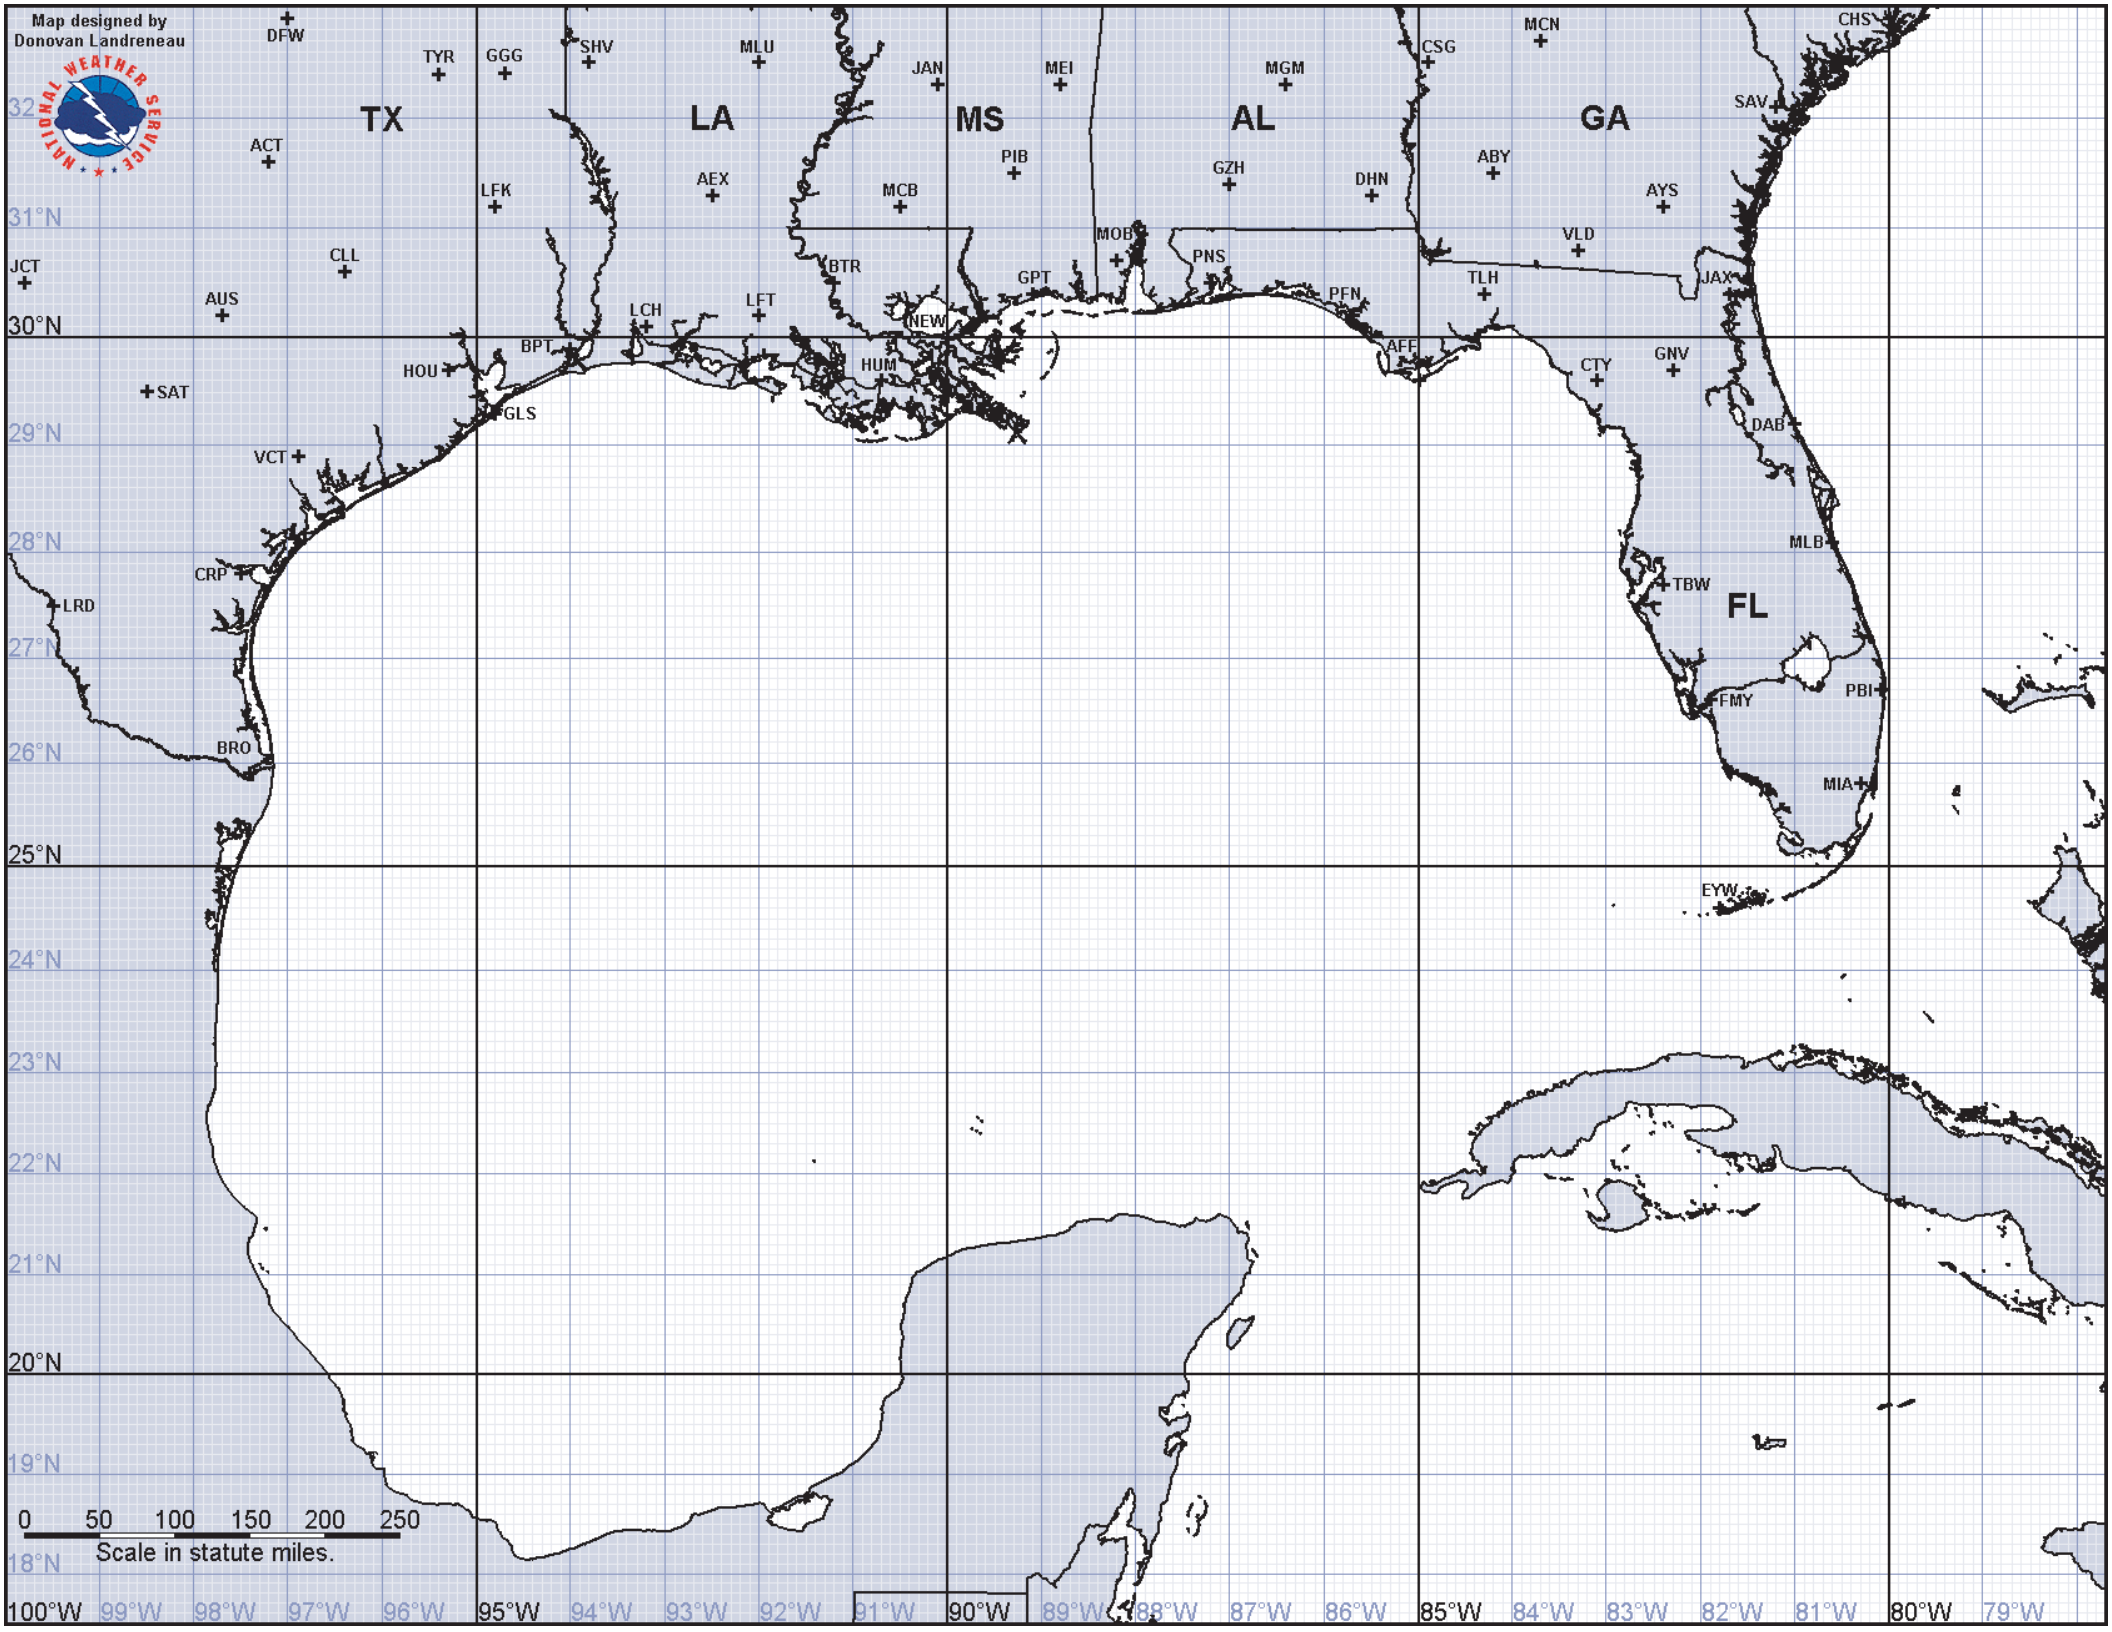 Map designed by
Donovan Landreneau
NATIONAL WEATHER SERVICE
DFW
TYR
GGG
SHV
MLU
JAN
MEI
MGM
CSG
MCN
CHS
32
TX
LA
MS
AL
GA
SAV
ACT
LFK
AEX
MCB
PIB
GZH
DHN
ABY
AYS
31°N
JCT
CLL
BTR
MOB
PNS
VLD
TLH
JAX
AUS
LCH
LFT
GPT
PFN
NEW
30°N
BPT
HOU
HUM
AFF
CTY
GNV
SAT
GLS
DAB
29°N
VCT
28°N
MLB
CRP
TBW
LRD
FL
27°N
PBI
FMY
BRO
26°N
MIA
25°N
EYW
24°N
23°N
22°N
21°N
20°N
19°N
0 50 100 150 200 250
Scale in statute miles.
18°N
100°W 99°W 98°W 97°W 96°W 95°W 94°W 93°W 92°W 91°W 90°W 89°W 88°W 87°W 86°W 85°W 84°W 83°W 82°W 81°W 80°W 79°W